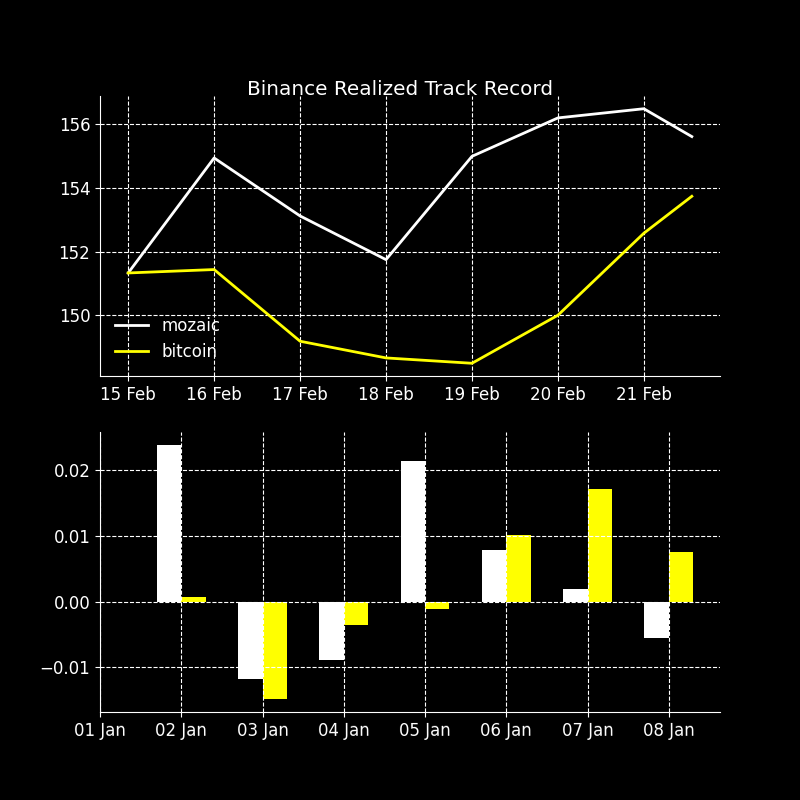 Binance Realized Track Record
156
154
152
150
mozaic
bitcoin
15 Feb 16 Feb 17 Feb 18 Feb 19 Feb 20 Feb 21 Feb
0.02
0.01
0.00
−0.01
01 Jan 02 Jan 03 Jan 04 Jan 05 Jan 06 Jan 07 Jan 08 Jan